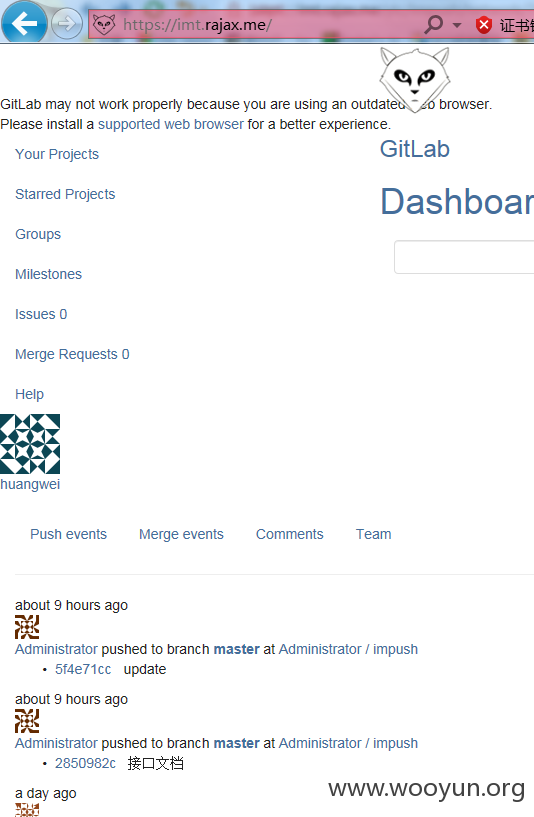 https://imt.rajax.me/
证书错
GitLab may not work properly because you are using an outdated web browser.
Please install a supported web browser for a better experience.
Your Projects
GitLab
Starred Projects
Dashboar
Groups
Milestones
Issues 0
Merge Requests 0
Help
huangwei
Push events Merge events Comments Team
about 9 hours ago
Administrator pushed to branch master at Administrator / impush
• 5f4e71cc update
about 9 hours ago
Administrator pushed to branch master at Administrator / impush
• 2850982c 接口文档
a day ago
www.wooyun.org